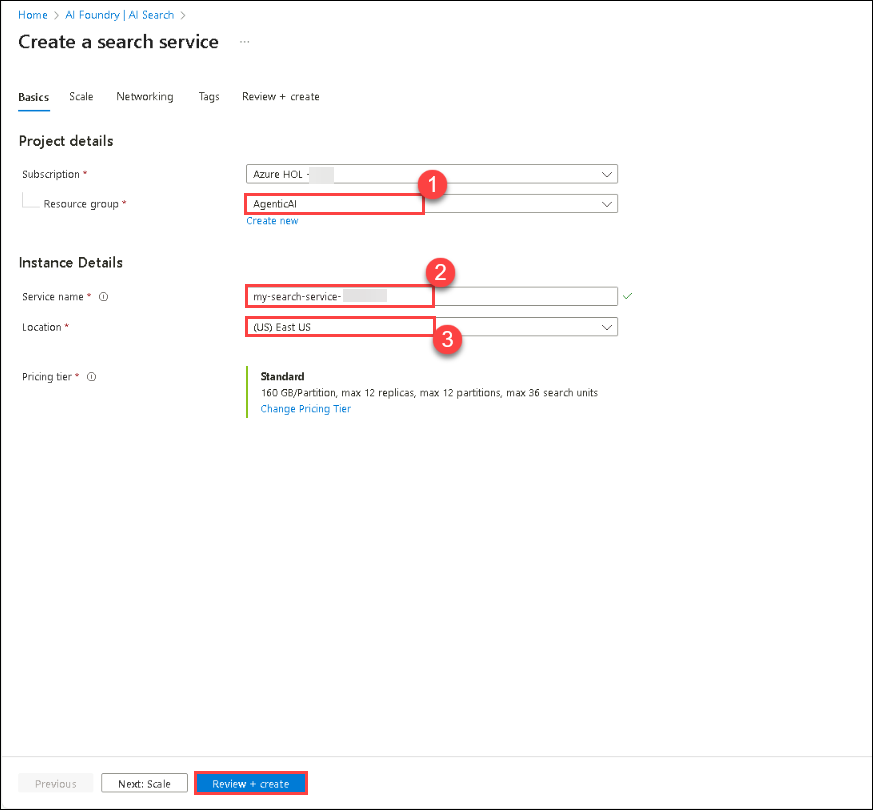 Home > AI Foundry | AI Search >
Create a search service ...
Basics Scale Networking Tags Review + create
Project details
Subscription * Azure HOL -
1
Resource group * AgenticAI
Create new
Instance Details
2
Service name * my-search-service-
Location * (US) East US
3
Pricing tier * Standard
160 GB/Partition, max 12 replicas, max 12 partitions, max 36 search units
Change Pricing Tier
Previous Next: Scale Review + create